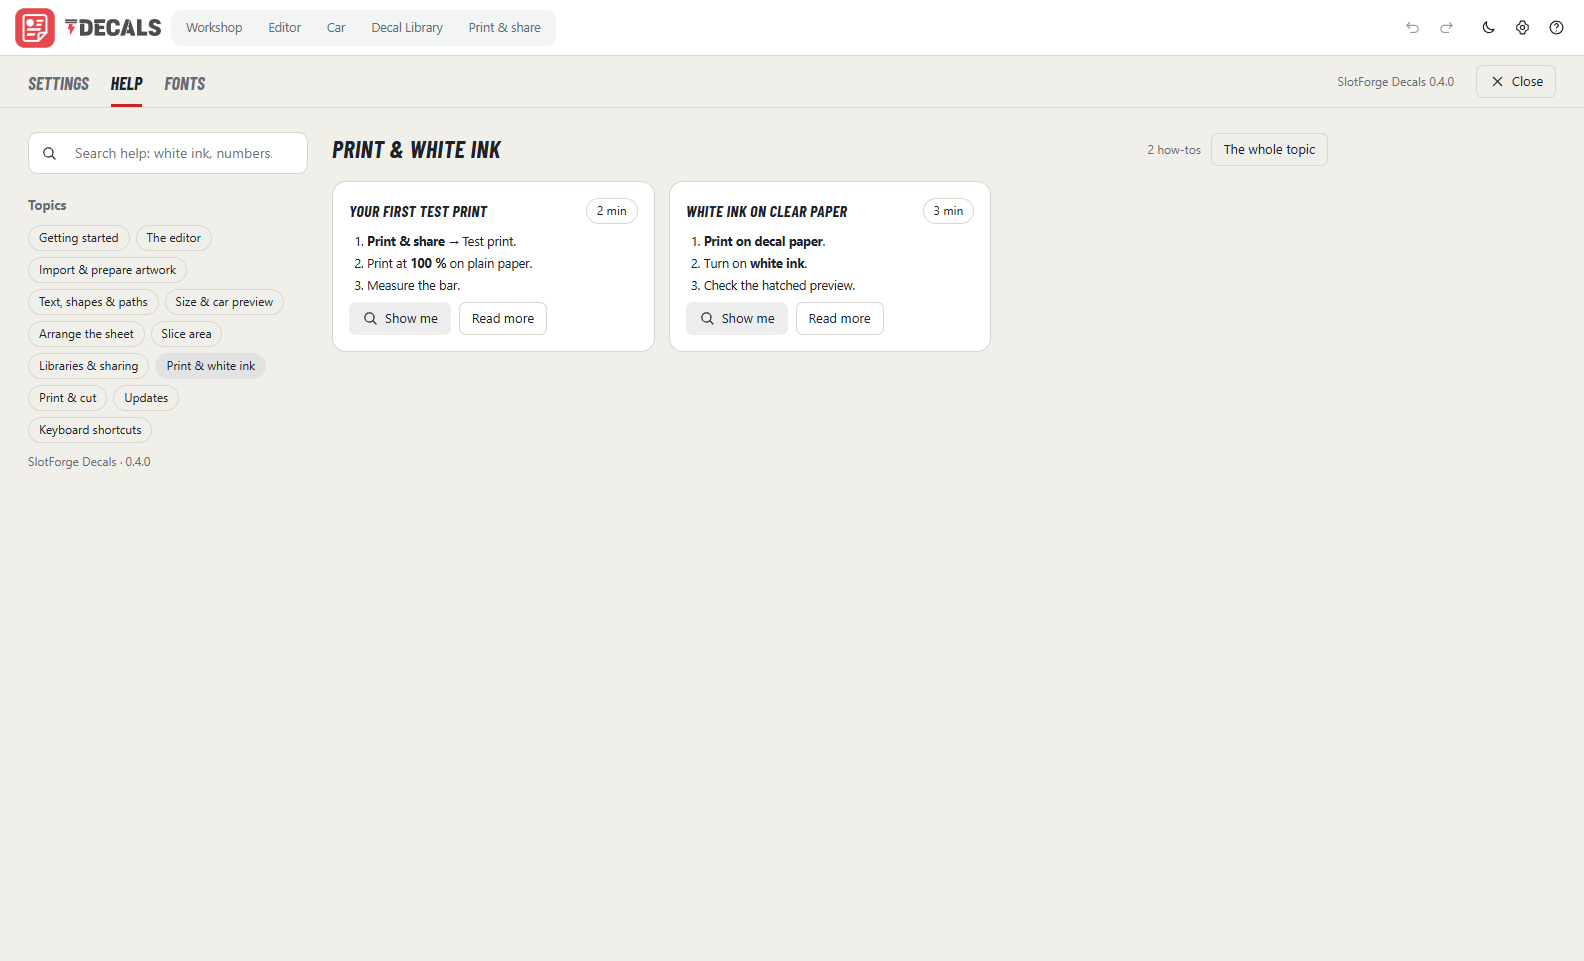 DECALS
Workshop Editor Car Decal Library Print & share
SETTINGS HELP FONTS
SlotForge Decals 0.4.0 Close
Search help: white ink, numbers
Topics
Getting started The editor
Import & prepare artwork
Text, shapes & paths Size & car preview
Arrange the sheet Slice area
Libraries & sharing Print & white ink
Print & cut Updates
Keyboard shortcuts
SlotForge Decals · 0.4.0
PRINT & WHITE INK
2 how-tos The whole topic
YOUR FIRST TEST PRINT 2 min
1. Print & share → Test print.
2. Print at 100 % on plain paper.
3. Measure the bar.
Show me Read more
WHITE INK ON CLEAR PAPER 3 min
1. Print on decal paper.
2. Turn on white ink.
3. Check the hatched preview.
Show me Read more